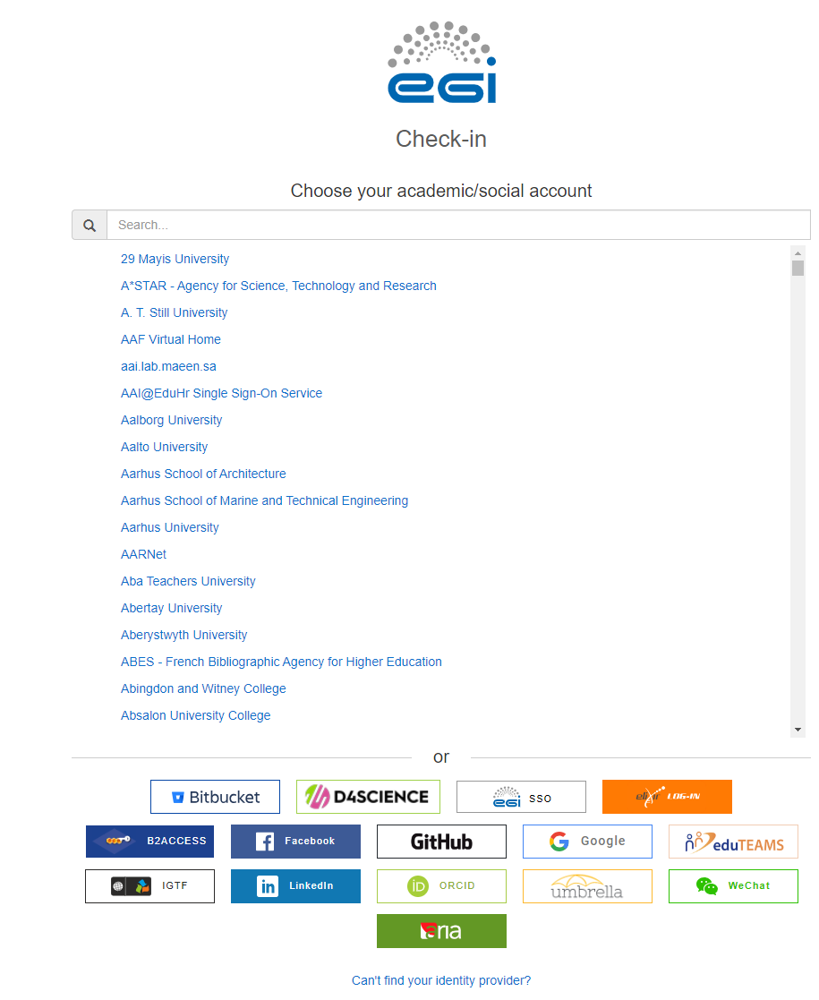 egi
Check-in
Choose your academic/social account
Search...
29 Mayis University
A*STAR - Agency for Science, Technology and Research
A. T. Still University
AAF Virtual Home
aai.lab.maeen.sa
AAI@EduHr Single Sign-On Service
Aalborg University
Aalto University
Aarhus School of Architecture
Aarhus School of Marine and Technical Engineering
Aarhus University
AARNet
Aba Teachers University
Abertay University
Aberystwyth University
ABES - French Bibliographic Agency for Higher Education
Abingdon and Witney College
Absalon University College
or
Bitbucket D4SCIENCE egi SSO elixir LOG-IN
B2ACCESS Facebook GitHub Google eduTEAMS
IGTF in LinkedIn iD ORCID umbrella WeChat
aria
Can't find your identity provider?